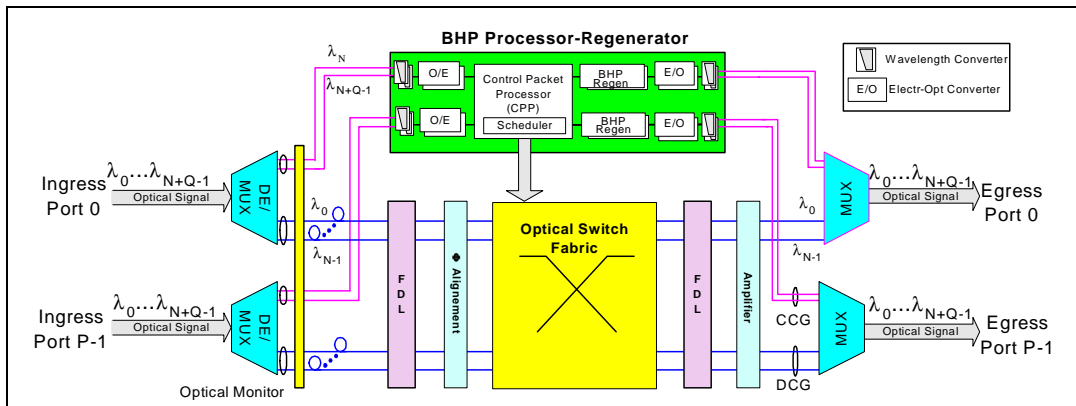 BHP Processor-Regenerator
λN
λN+Q-1
O/E
Control Packet
Processor
(CPP)
Scheduler
BHP
Regen
E/O
O/E
BHP
Regen
E/O
Wavelength Converter
E/O
Electr-Opt Converter
Ingress
Port 0
λ0...λN+Q-1
Optical Signal
DE/
MUX
λ0
λN-1
FDL
Φ Alignement
Optical Switch
Fabric
FDL
Amplifier
λ0
λN-1
MUX
λ0...λN+Q-1
Optical Signal
Egress
Port 0
Ingress
Port P-1
λ0...λN+Q-1
Optical Signal
DE/
MUX
Optical Monitor
CCG
DCG
MUX
λ0...λN+Q-1
Optical Signal
Egress
Port P-1